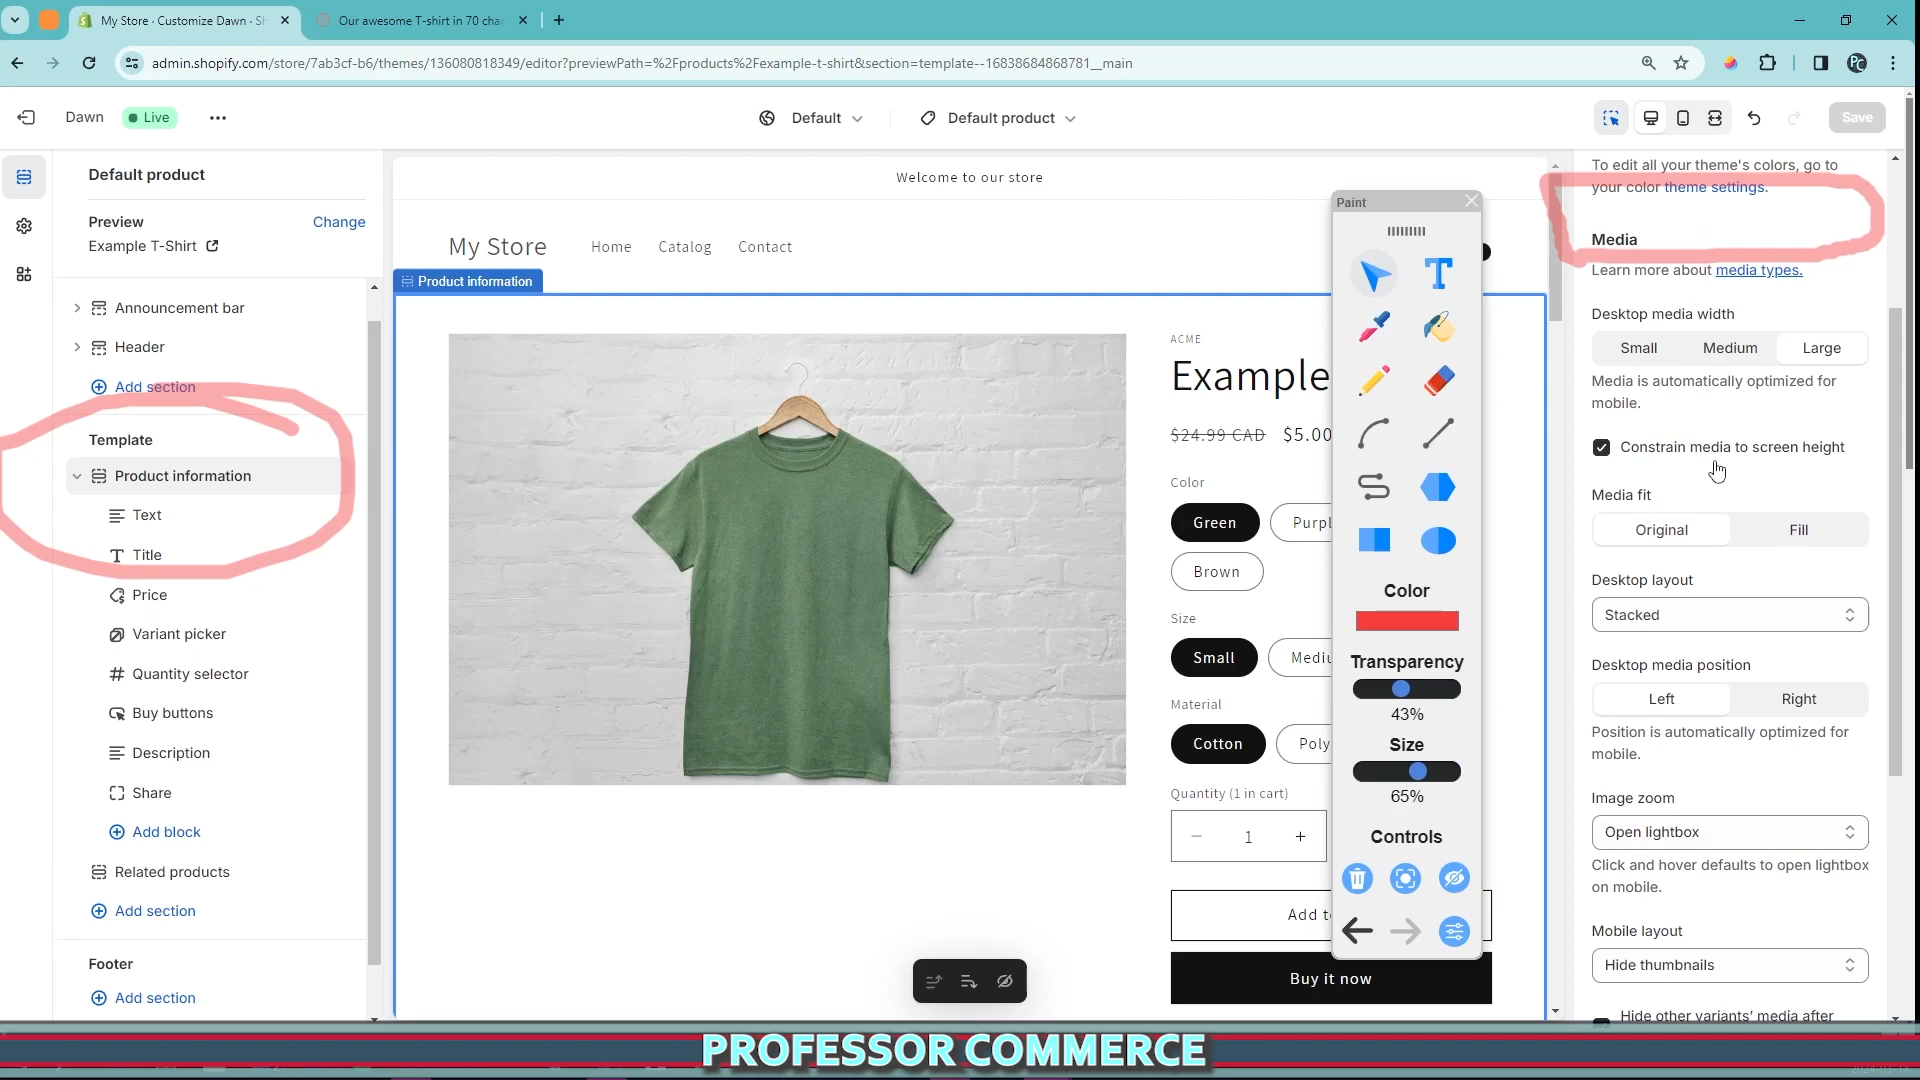 My Store · Customize Dawn · Sh
Our awesome T-shirt in 70 cha
admin.shopify.com/store/7ab3cf-b6/themes/136080818349/editor?previewPath=%2Fproducts%2Fexample-t-shirt&section=template--16838684868781__main
Dawn
Live
Default
Default product
Save
Default product
Preview
Change
Example T-Shirt
Announcement bar
Header
Add section
Template
Product information
Text
Title
Price
Variant picker
Quantity selector
Buy buttons
Description
Share
Add block
Related products
Add section
Footer
Add section
Welcome to our store
My Store
Home
Catalog
Contact
Product information
ACME
Example
$24.99 CAD
$5.00
Color
Green
Purpl
Brown
Size
Small
Mediu
Material
Cotton
Poly
Quantity (1 in cart)
1
Add to
Buy it now
Paint
Color
Transparency
43%
Size
65%
Controls
To edit all your theme's colors, go to
your color theme settings.
Media
Learn more about media types.
Desktop media width
Small
Medium
Large
Media is automatically optimized for
mobile.
Constrain media to screen height
Media fit
Original
Fill
Desktop layout
Stacked
Desktop media position
Left
Right
Position is automatically optimized for
mobile.
Image zoom
Open lightbox
Click and hover defaults to open lightbox
on mobile.
Mobile layout
Hide thumbnails
Hide other variants' media after
PROFESSOR COMMERCE